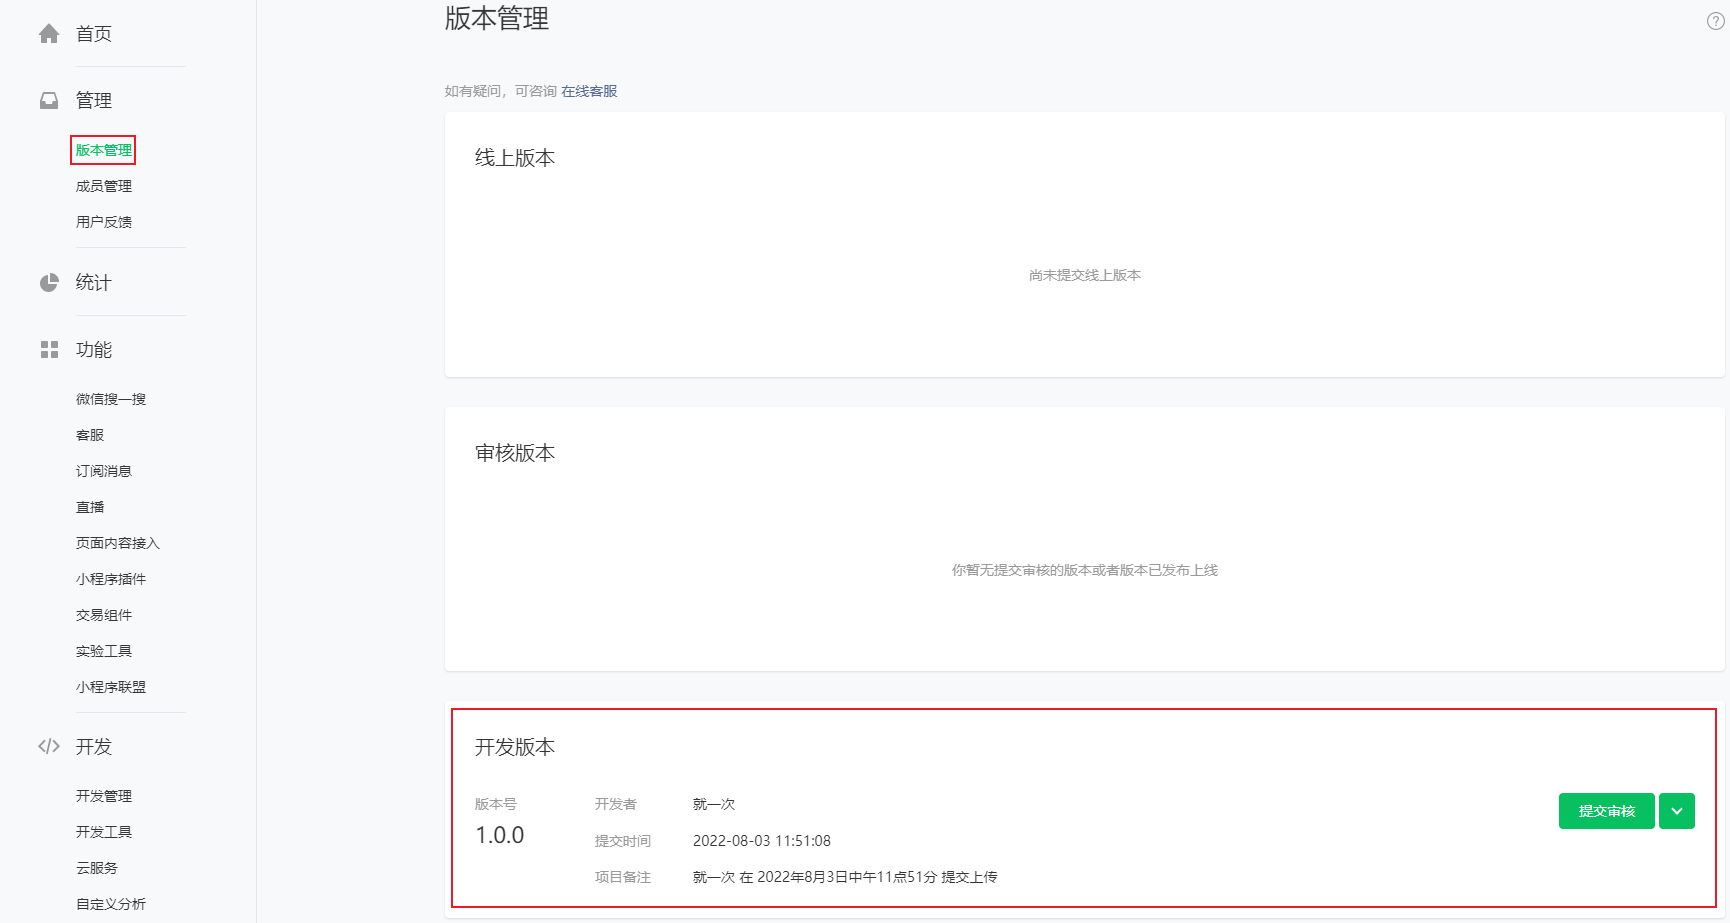 首页
管理
版本管理
成员管理
用户反馈
统计
功能
微信搜一搜
客服
订阅消息
直播
页面内容接入
小程序插件
交易组件
实验工具
小程序联盟
开发
开发管理
开发工具
云服务
自定义分析
版本管理
如有疑问，可咨询 在线客服
线上版本
尚未提交线上版本
审核版本
你暂无提交审核的版本或者版本已发布上线
开发版本
版本号
1.0.0
开发者 就一次
提交时间 2022-08-03 11:51:08
项目备注 就一次 在 2022年8月3日中午11点51分 提交上传
提交审核